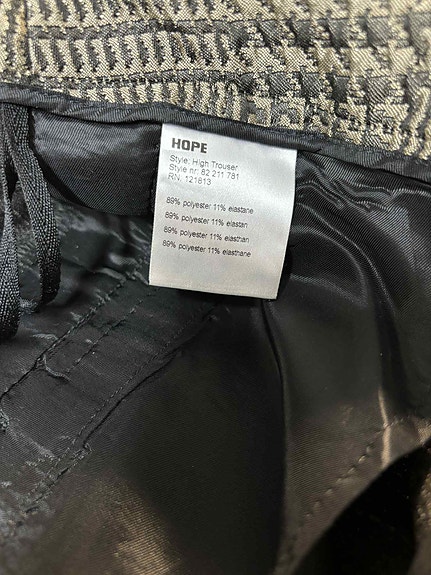 HOPE
Style: High Trouser
Style nr: 82 211 781
RN. 121813
89% polyester 11% elastane
89% polyester 11% elastan
89% polyester 11% elasthan
89% polyester 11% elasthanne